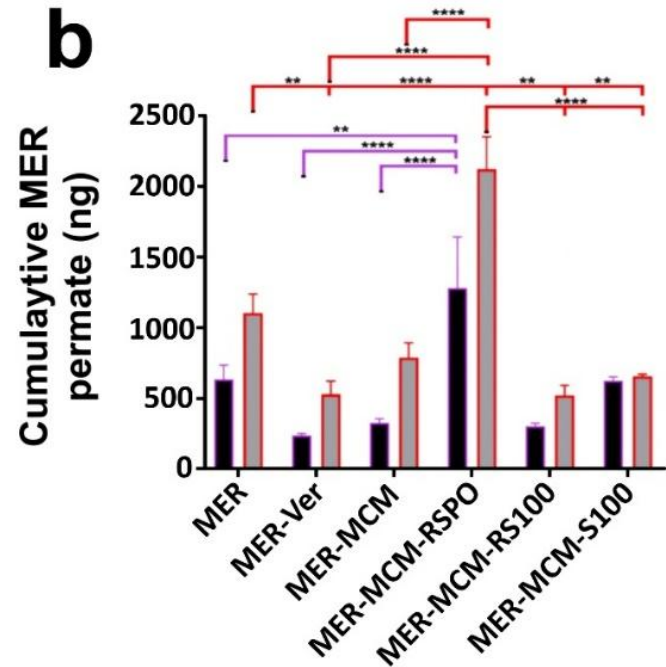 b
****
****
** **** ** **
****
2500
**
****
****
2000
1500
1000
500
0
Cumulaytive MER
permate (ng)
MER
MER-Ver
MER-MCM
MER-MCM-RSPO
MER-MCM-RS100
MER-MCM-S100